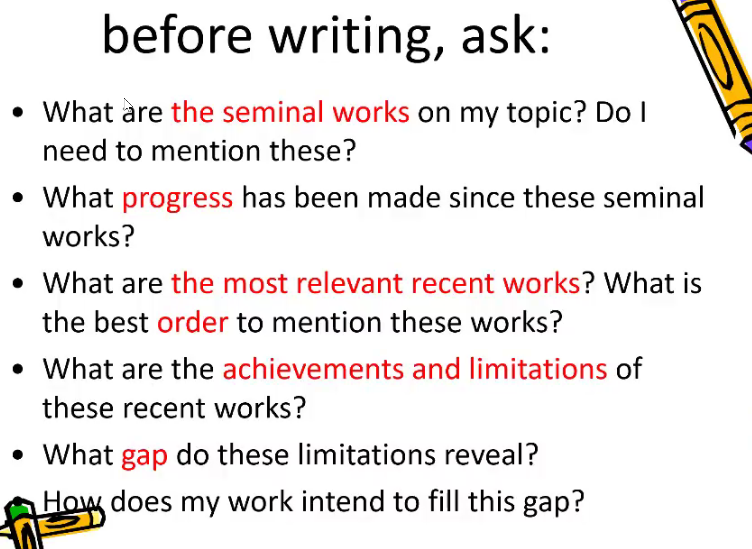 before writing, ask:
• What are the seminal works on my topic? Do I
need to mention these?
• What progress has been made since these seminal
works?
• What are the most relevant recent works? What is
the best order to mention these works?
• What are the achievements and limitations of
these recent works?
• What gap do these limitations reveal?
How does my work intend to fill this gap?